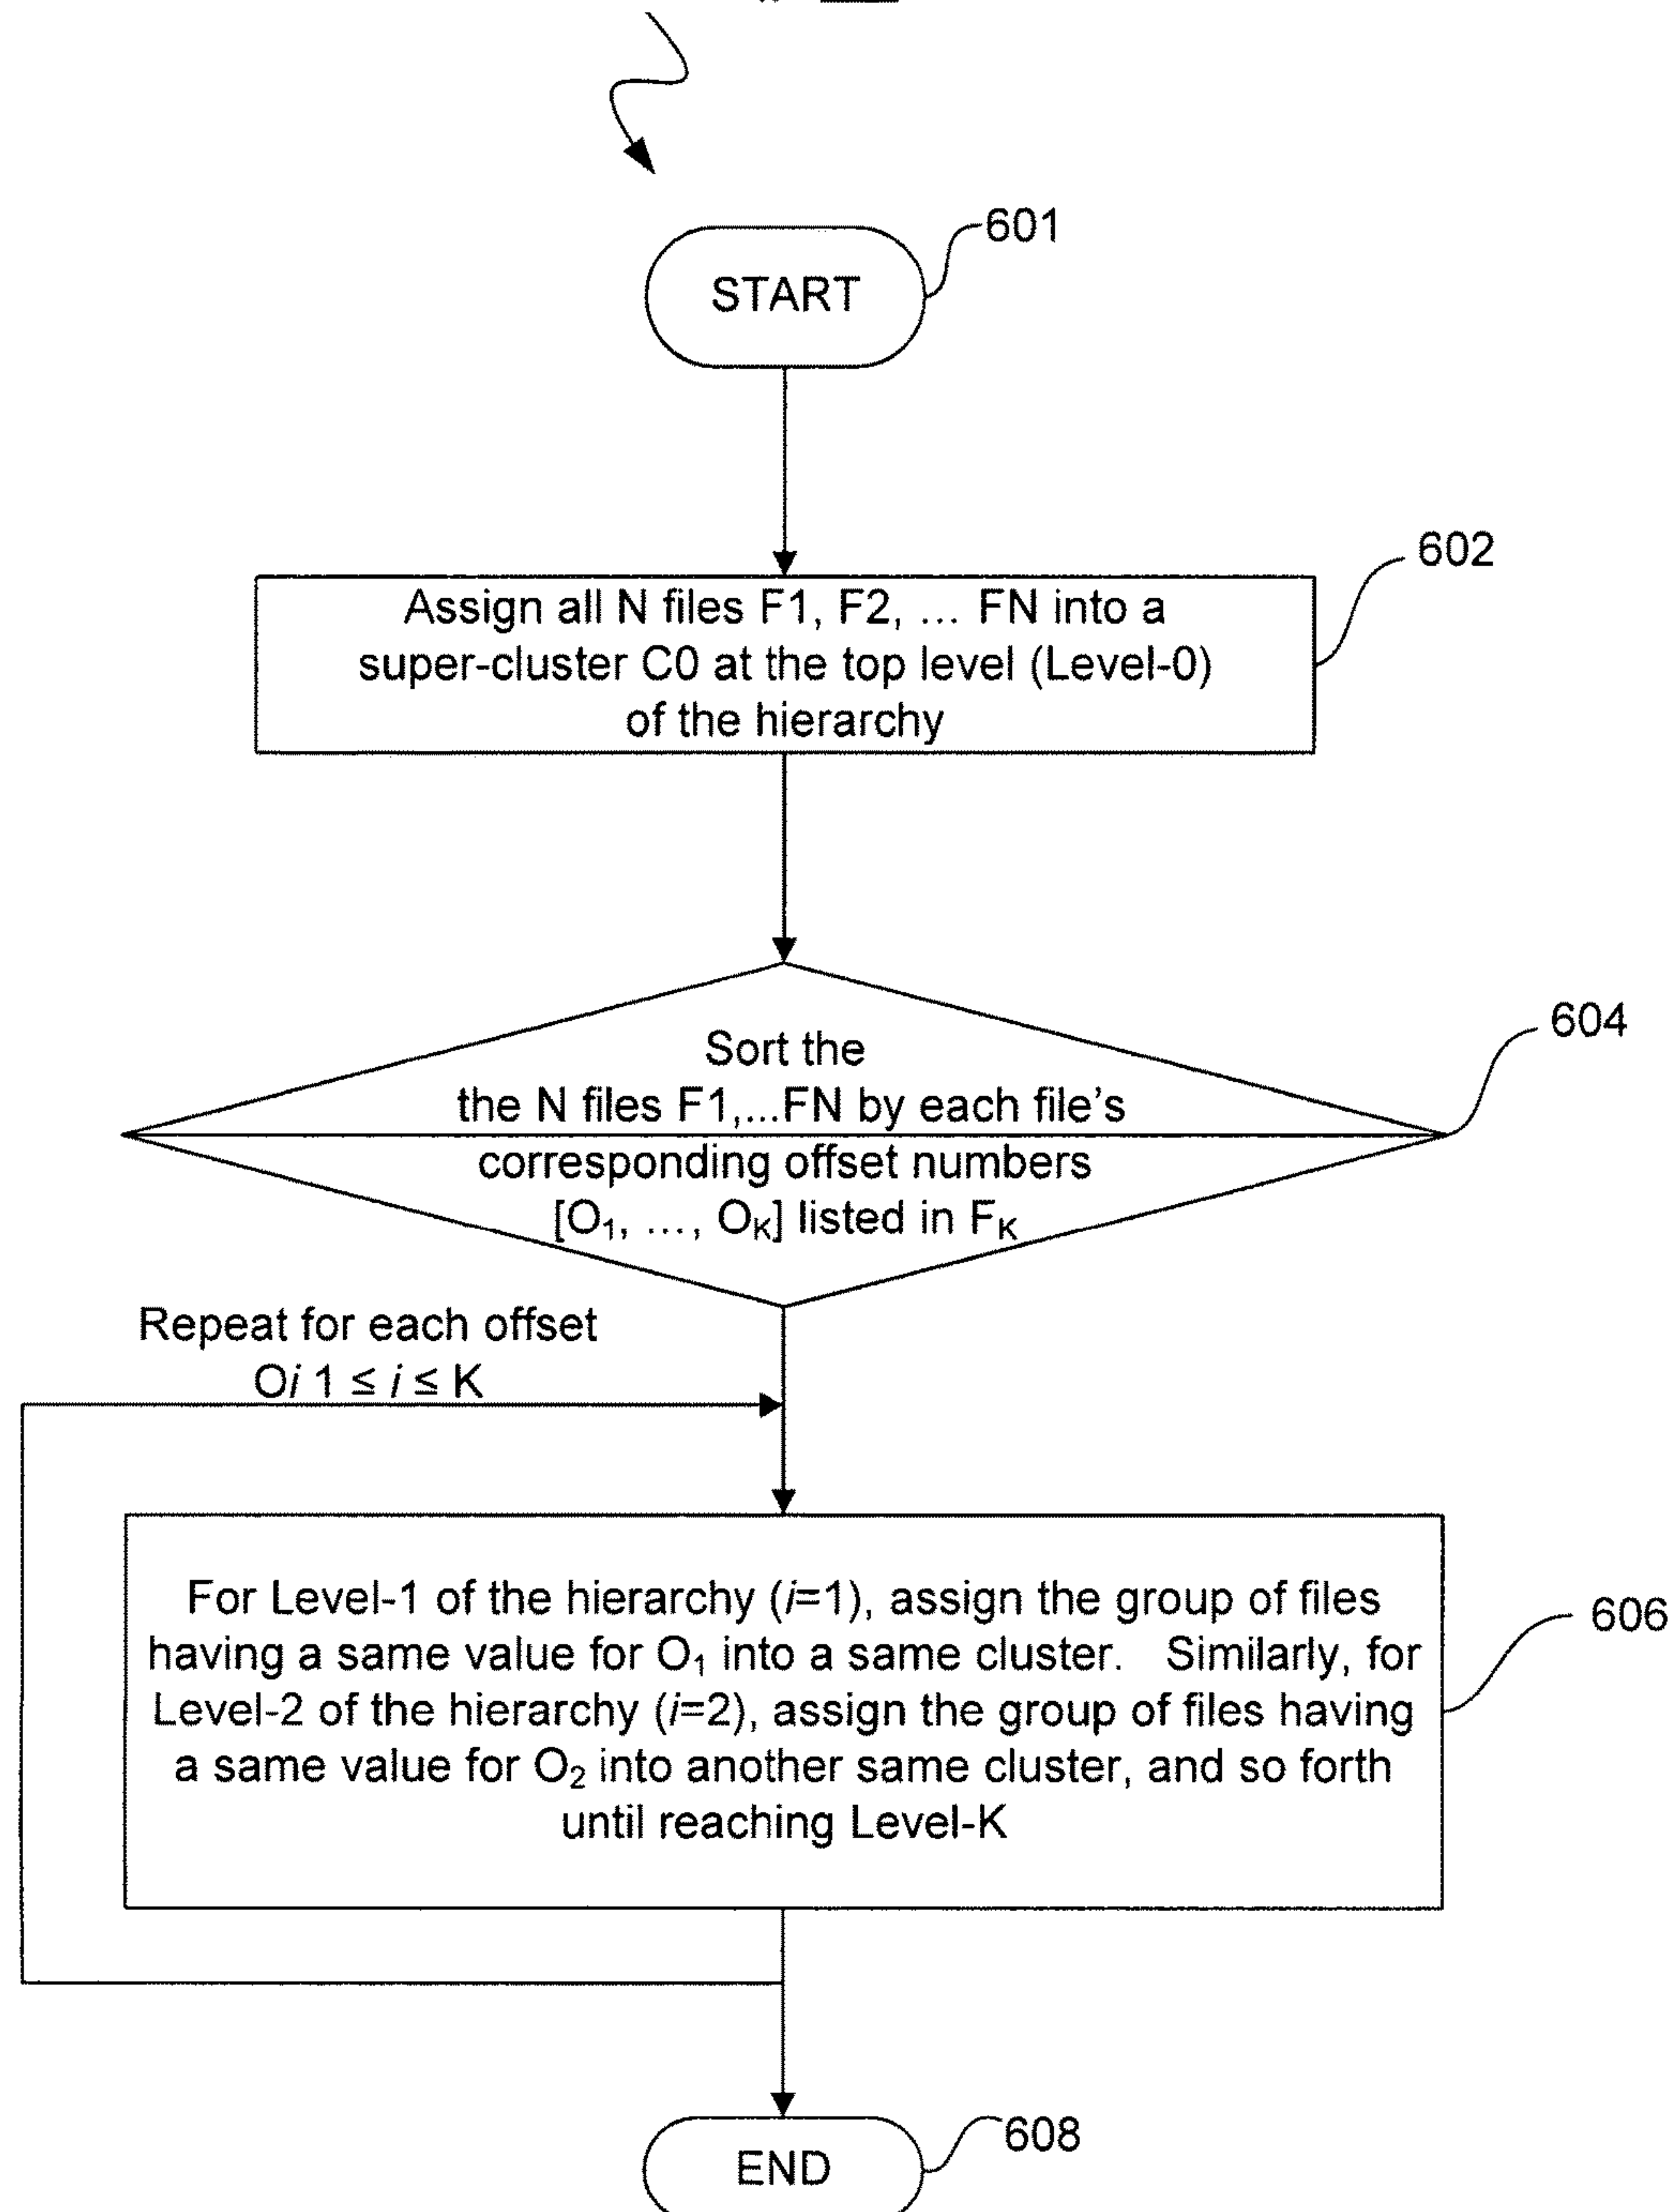 601
START
602
Assign all N files F1, F2, ... FN into a
super-cluster C0 at the top level (Level-0)
of the hierarchy
604
Sort the
the N files F1,...FN by each file's
corresponding offset numbers
[O₁, ..., Oₖ] listed in Fₖ
Repeat for each offset
Oi 1 ≤ i ≤ K
606
For Level-1 of the hierarchy (i=1), assign the group of files
having a same value for O₁ into a same cluster. Similarly, for
Level-2 of the hierarchy (i=2), assign the group of files having
a same value for O₂ into another same cluster, and so forth
until reaching Level-K
608
END